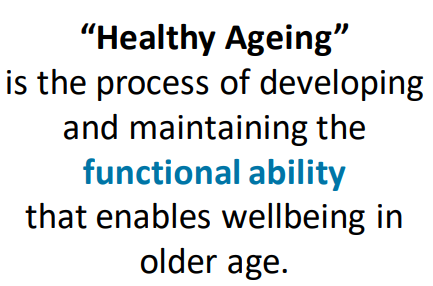 “Healthy Ageing”
is the process of developing
and maintaining the
functional ability
that enables wellbeing in
older age.